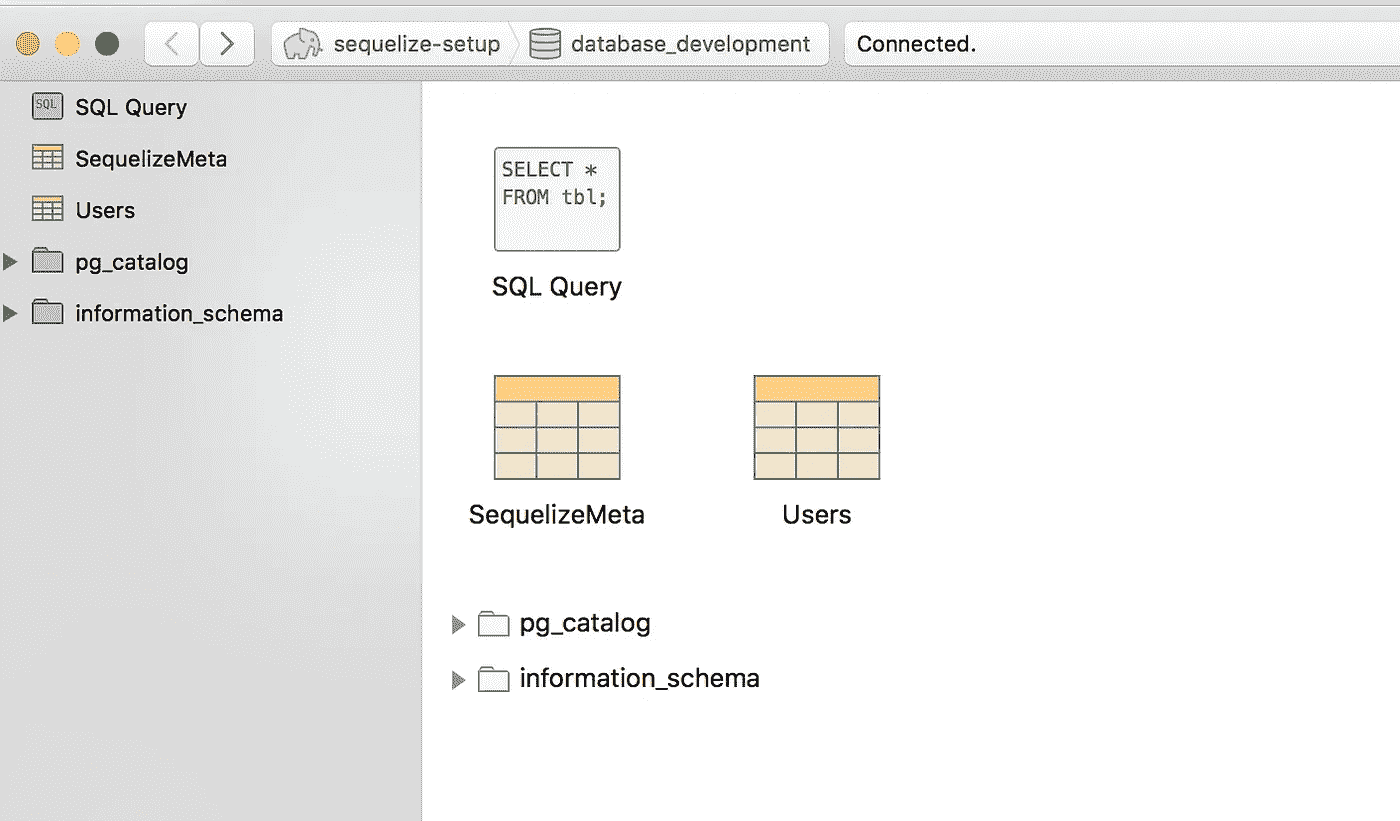 sequelize-setup database_development Connected.
SQL SQL Query
SequelizeMeta
Users
pg_catalog
information_schema
SELECT *
FROM tbl;
SQL Query
SequelizeMeta Users
pg_catalog
information_schema